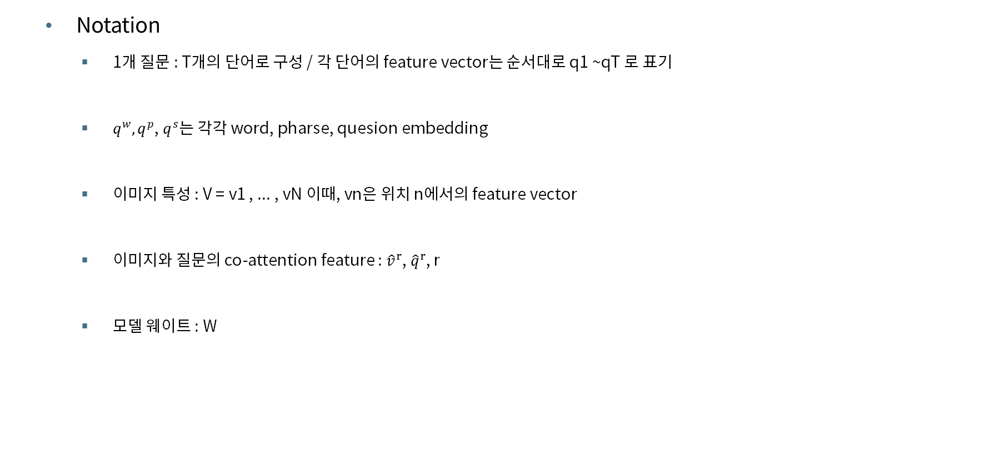 Notation
1개 질문 : T개의 단어로 구성 / 각 단어의 feature vector는 순서대로 q1 ~qT 로 표기
qʷ, qᵖ, qˢ는 각각 word, pharse, quesion embedding
이미지 특성 : V = v1 , ... , vN 이때, vn은 위치 n에서의 feature vector
이미지와 질문의 co-attention feature : v̂ʳ, q̂ʳ, r
모델 웨이트 : W